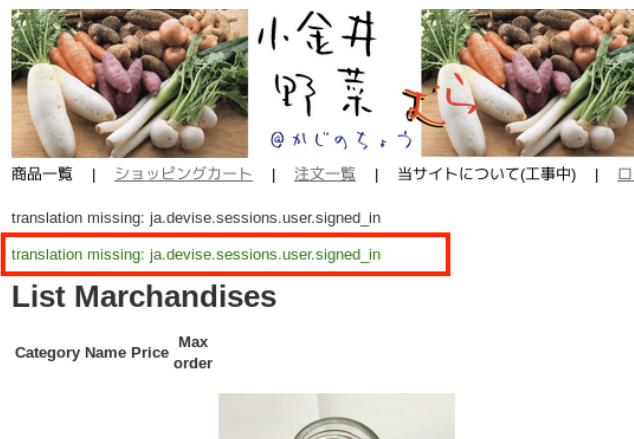 小金井
野菜
むら
@かじのちょう
商品一覧 | ショッピングカート | 注文一覧 | 当サイトについて(工事中) | ロ
translation missing: ja.devise.sessions.user.signed_in
translation missing: ja.devise.sessions.user.signed_in
List Marchandises
Category Name Price Max order